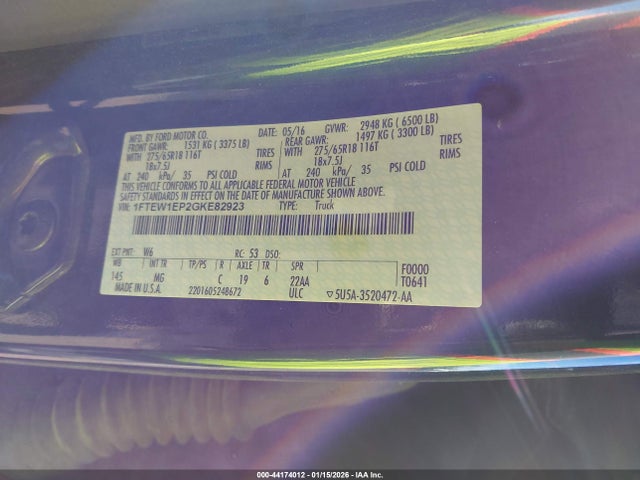 MFD. BY FORD MOTOR CO. DATE: 05/16 GVWR: 2948 KG ( 6500 LB)
FRONT GAWR: 1531 KG ( 3375 LB) REAR GAWR: 1497 KG ( 3300 LB)
WITH 275/65R18 116T TIRES WITH 275/65R18 116T TIRES
18x7.5J RIMS 18x7.5J RIMS
AT 240 kPa/ 35 PSI COLD AT 240 kPa/ 35 PSI COLD
THIS VEHICLE CONFORMS TO ALL APPLICABLE FEDERAL MOTOR VEHICLE
SAFETY STANDARDS IN EFFECT ON THE DATE OF MANUFACTURE SHOWN ABOVE.
VIN: 1FTEW1EP2GKE82923 TYPE: Truck
EXT PNT: W6 RC: 53 DSO:
WB INT TR TP/PS R AXLE TR SPR F0000
145 MG C 19 6 22AA T0641
MADE IN U.S.A. 2201605248672 ULC ▽5U5A-3520472-AA
000-44174012 - 01/15/2026 - IAA Inc.